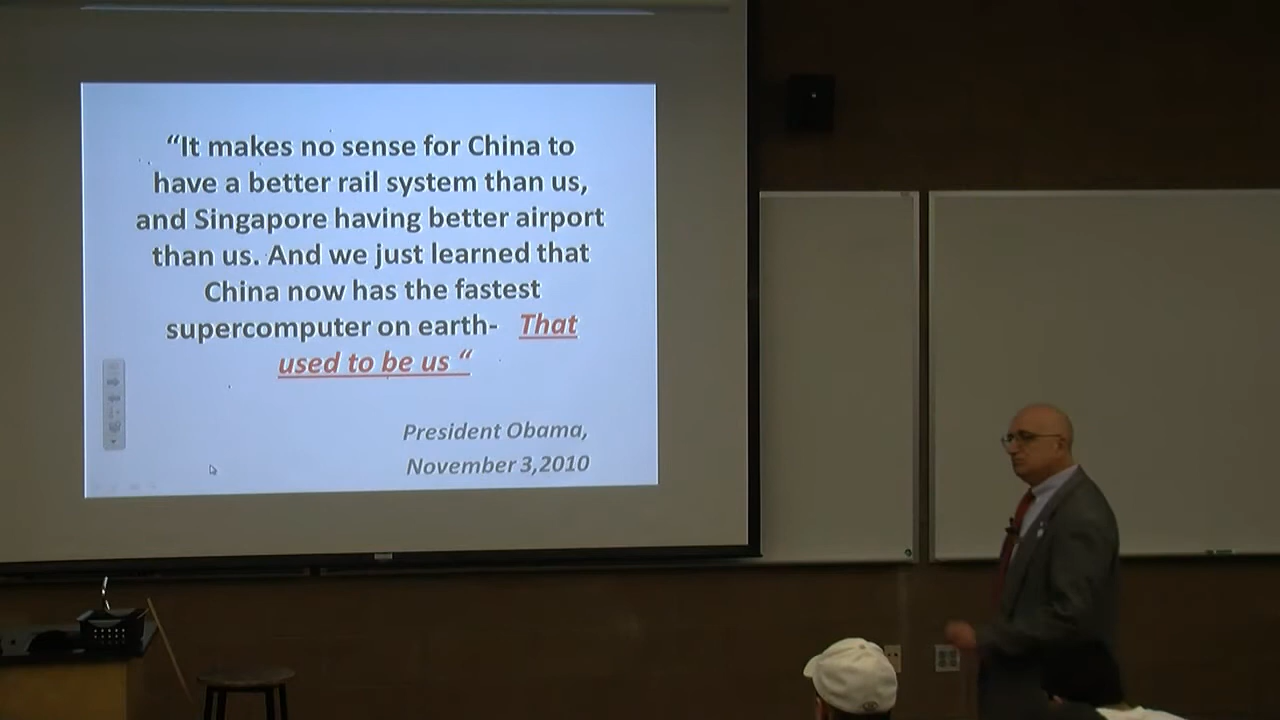 “It makes no sense for China to
have a better rail system than us,
and Singapore having better airport
than us. And we just learned that
China now has the fastest
supercomputer on earth- That
used to be us “
President Obama,
November 3,2010